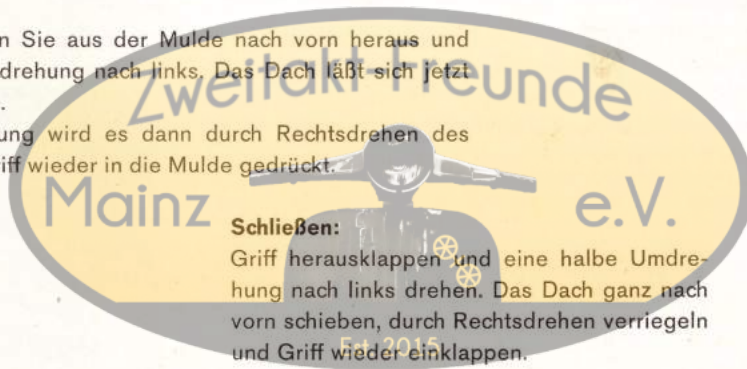 n Sie aus der Mulde nach vorn heraus und
drehung nach links. Das Dach läßt sich jetzt
.
ung wird es dann durch Rechtsdrehen des
iff wieder in die Mulde gedrückt.
Zweitakt-Freunde
Mainz e.V.
Schließen:
Griff herausklappen und eine halbe Umdre-
hung nach links drehen. Das Dach ganz nach
vorn schieben, durch Rechtsdrehen verriegeln
und Griff wieder einklappen.
Est. 2015